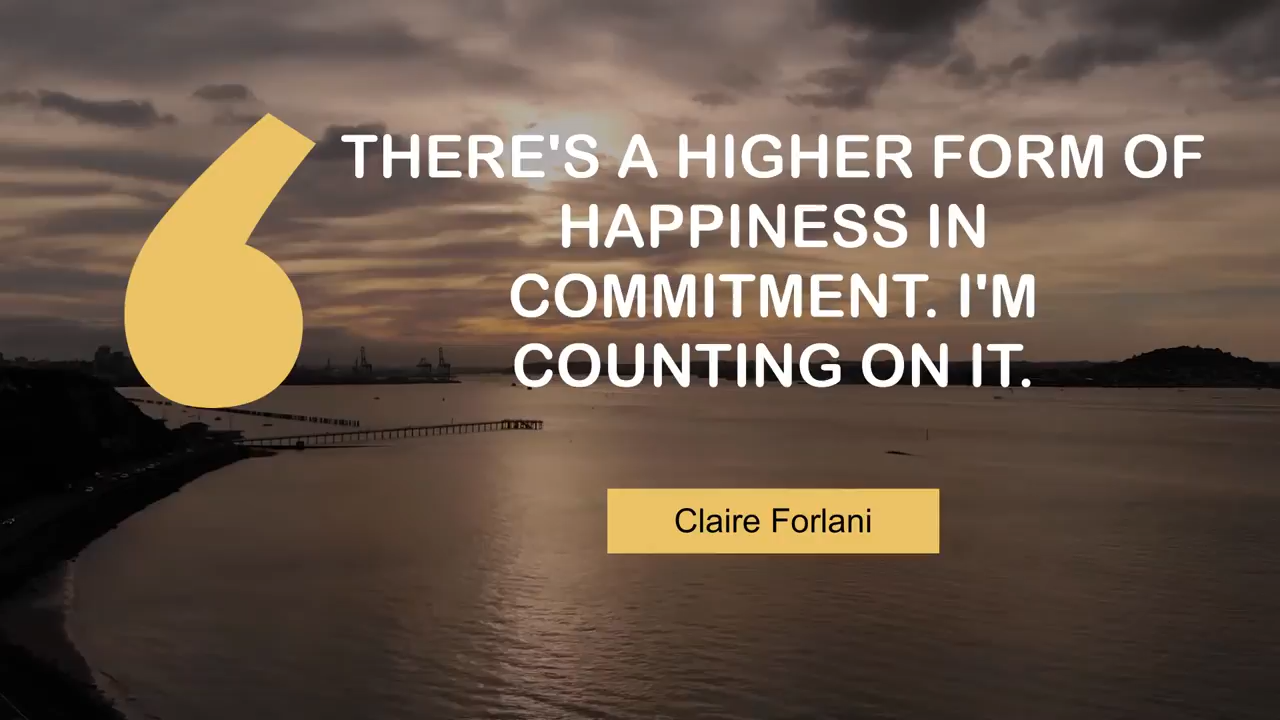 THERE'S A HIGHER FORM OF
HAPPINESS IN
COMMITMENT. I'M
COUNTING ON IT.
Claire Forlani